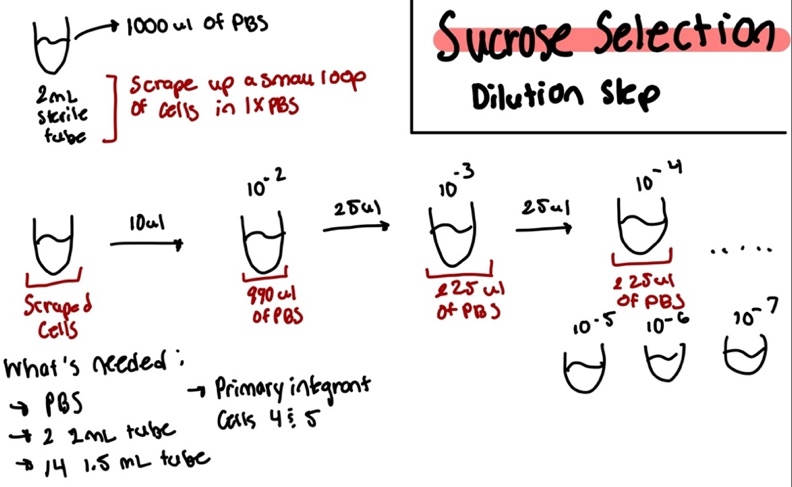 1000 ul of PBS
2mL
sterile
tube
Scrape up a small loop
of cells in 1X PBS
Sucrose Selection
Dilution step
10ul
10-2
25ul
10-3
25ul
10-4
.....
Scraped
Cells
990 ul
of PBS
225 ul
of PBS
225ul
of PBS
10-5
10-6
10-7
What's needed:
→ PBS
→ 2 2mL tube
→ 14 1.5 mL tube
→ Primary integrant
Cells 4 & 5